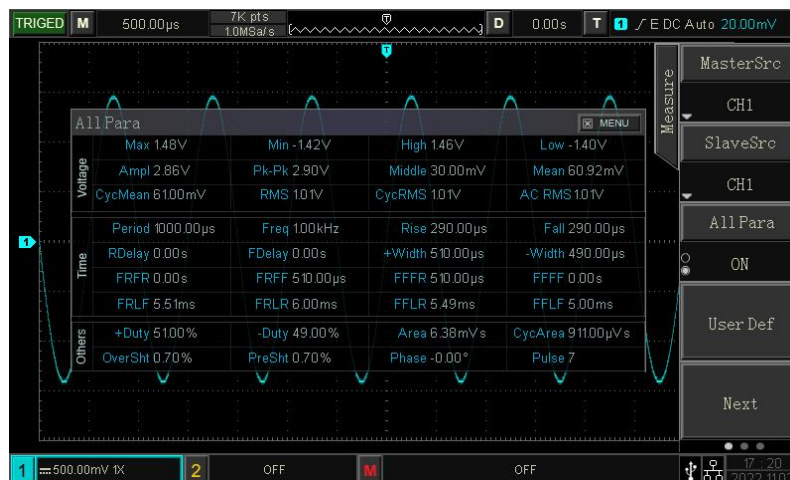 TRIGED M 500.00μs 7K pts 1.0MSa/s T D 0.00s T 1 E DC Auto 20.00mV
T
Measure
MasterSrc
CH1
SlaveSrc
CH1
AllPara
ON
User Def
Next
AllPara MENU
Voltage
Max 1.48V Min -1.42V High 1.46V Low -1.40V
Ampl 2.86V Pk-Pk 2.90V Middle 30.00mV Mean 60.92mV
CycMean 61.00mV RMS 1.01V CycRMS 1.01V AC RMS 1.01V
Time
Period 1000.00μs Freq 1.00kHz Rise 290.00μs Fall 290.00μs
RDelay 0.00s FDelay 0.00s +Width 510.00μs -Width 490.00μs
FRFR 0.00s FRFF 510.00μs FFFR 510.00μs FFFF 0.00s
FRLF 5.51ms FRLR 6.00ms FFLR 5.49ms FFLF 5.00ms
Others
+Duty 51.00% -Duty 49.00% Area 6.38mVs CycArea 911.00μVs
OverSht 0.70% PreSht 0.70% Phase -0.00° Pulse 7
1
1 500.00mV 1X 2 OFF M OFF
17:20